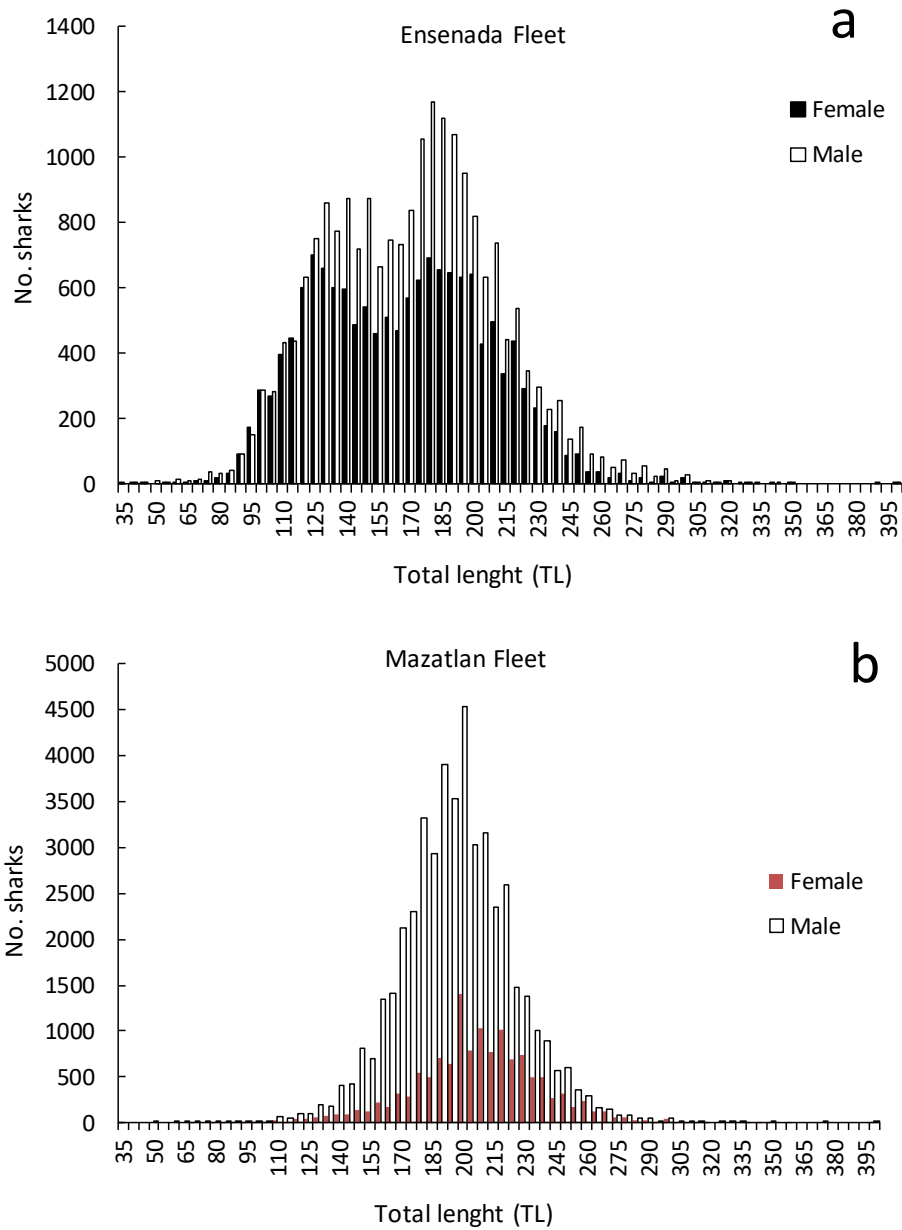 a
Ensenada Fleet
1400
1200
1000
800
600
400
200
0
No. sharks
Female
Male
35 50 65 80 95 110 125 140 155 170 185 200 215 230 245 260 275 290 305 320 335 350 365 380 395
Total lenght (TL)
b
Mazatlan Fleet
5000
4500
4000
3500
3000
2500
2000
1500
1000
500
0
No. sharks
Female
Male
35 50 65 80 95 110 125 140 155 170 185 200 215 230 245 260 275 290 305 320 335 350 365 380 395
Total lenght (TL)